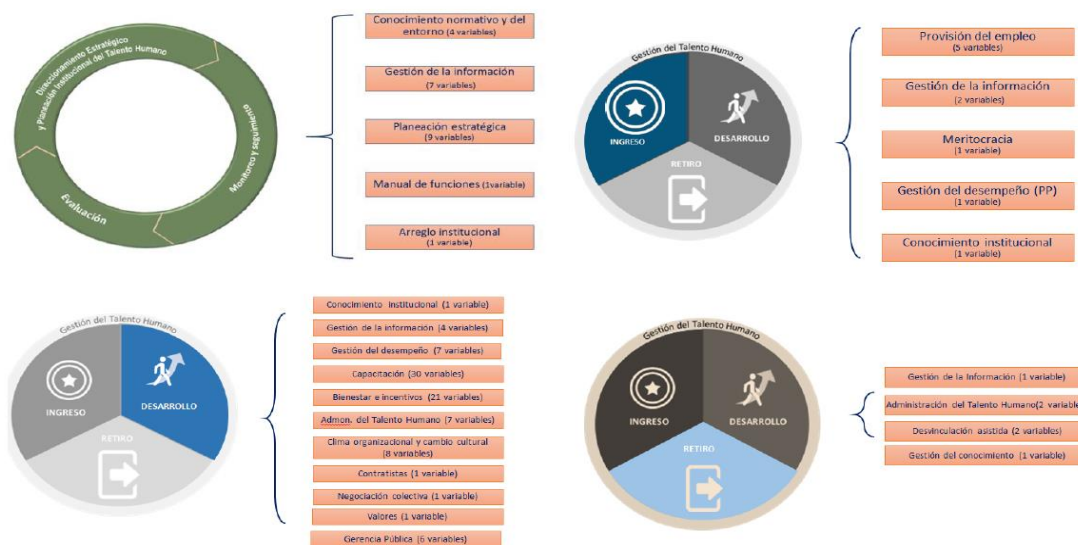 Direccionamiento Estratégico
y Planeación Institucional del Talento Humano
Monitoreo y seguimiento
Evaluación
Conocimiento normativo y del
entorno (4 variables)
Gestión de la información
(7 variables)
Planeación estratégica
(9 variables)
Manual de funciones (1variable)
Arreglo institucional
(1 variable)
Gestión del Talento Humano
INGRESO
DESARROLLO
RETIRO
Provisión del empleo
(5 variables)
Gestión de la información
(2 variables)
Meritocracia
(1 variable)
Gestión del desempeño (PP)
(1 variable)
Conocimiento institucional
(1 variable)
Gestión del Talento Humano
INGRESO
DESARROLLO
RETIRO
Conocimiento institucional (1 variable)
Gestión de la información (4 variables)
Gestión del desempeño (7 variables)
Capacitación (30 variables)
Bienestar e incentivos (21 variables)
Admon. del Talento Humano (7 variables)
Clima organizacional y cambio cultural
(8 variables)
Contratistas (1 variable)
Negociación colectiva (1 variable)
Valores (1 variable)
Gerencia Pública (6 variables)
Gestión del Talento Humano
INGRESO
DESARROLLO
RETIRO
Gestión de la Información (1 variable)
Administración del Talento Humano(2 variable
Desvinculación asistida (2 variables)
Gestión del conocimiento (1 variable)